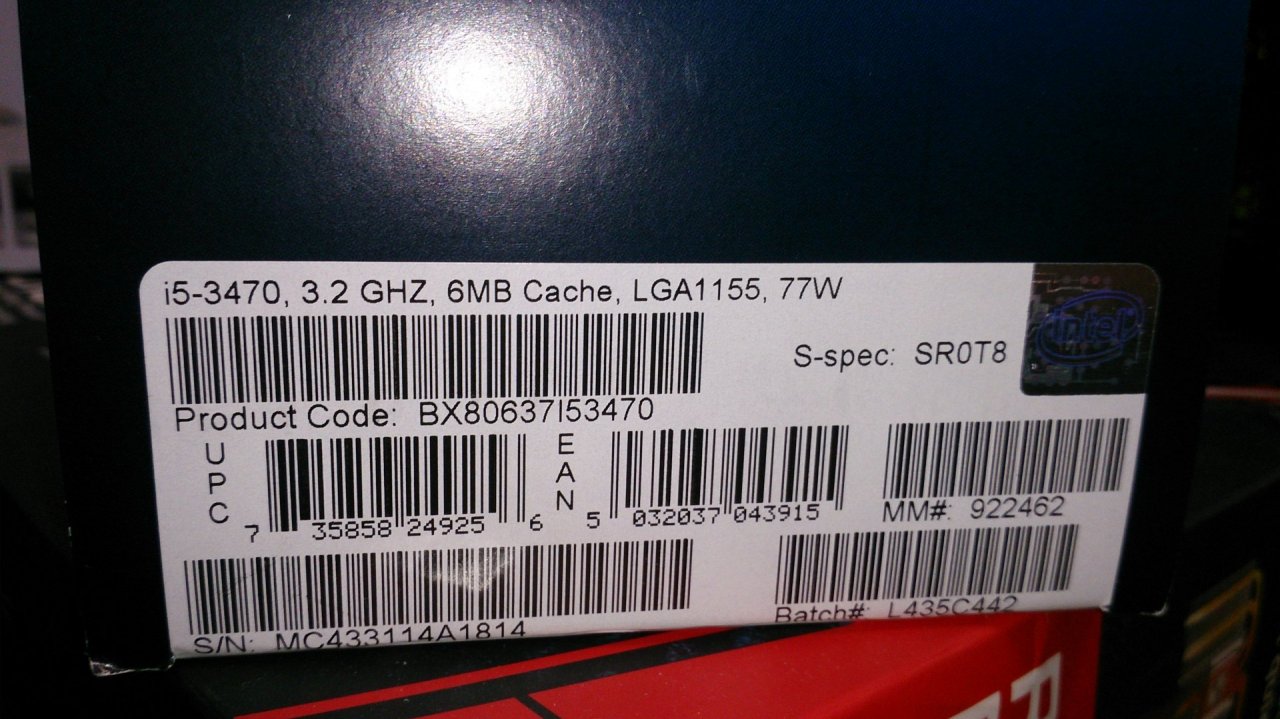 i5-3470, 3.2 GHZ, 6MB Cache, LGA1155, 77W
intel
S-spec: SR0T8
Product Code: BX80637I53470
UPC 7 35858 24925 6
EAN 5 032037 043915
MM#: 922462
S/N: MC433114A1814
Batch#: L435C442